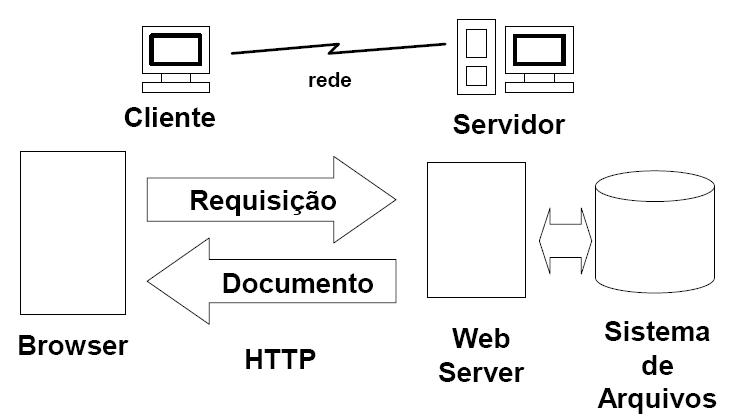 rede
Cliente
Servidor
Requisição
Documento
Browser
HTTP
Web
Server
Sistema
de
Arquivos